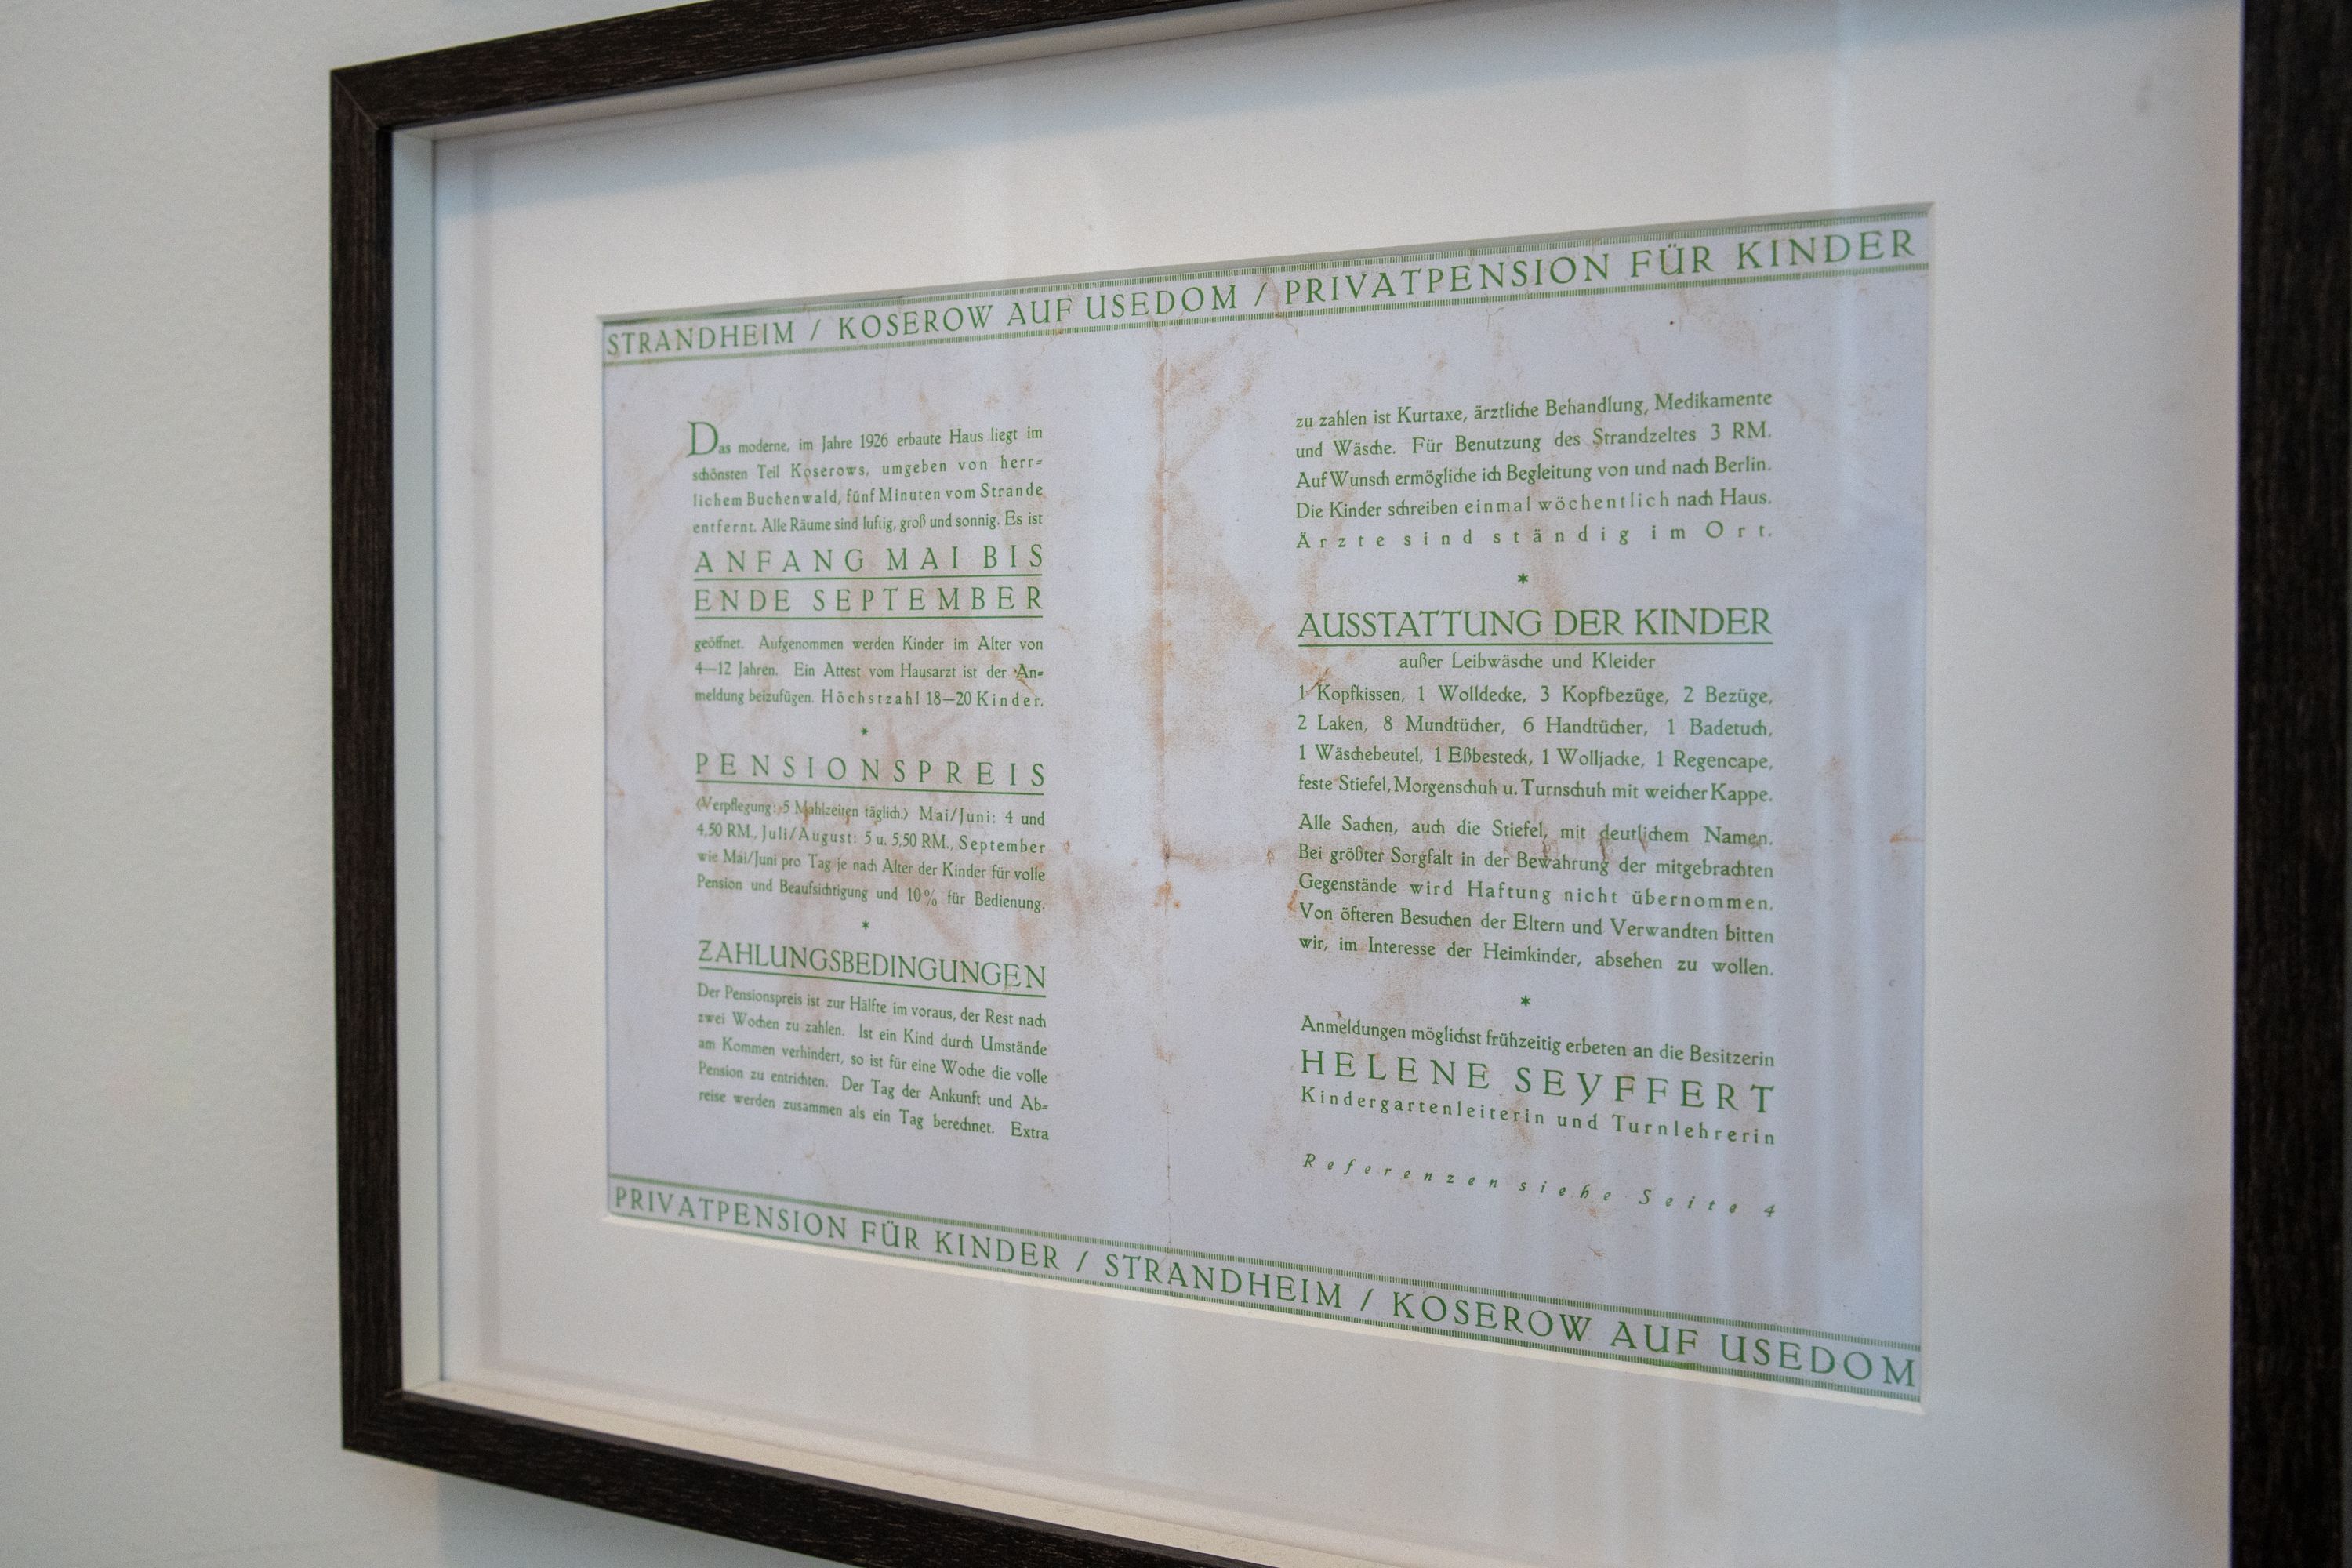 STRANDHEIM / KOSEROW AUF USEDOM / PRIVATPENSION FÜR KINDER
Das moderne, im Jahre 1926 erbaute Haus liegt im
schönsten Teil Koserows, umgeben von herr-
lichem Buchenwald, fünf Minuten vom Strande
entfernt. Alle Räume sind luftig, groß und sonnig. Es ist
ANFANG MAI BIS
ENDE SEPTEMBER
geöffnet. Aufgenommen werden Kinder im Alter von
4—12 Jahren. Ein Attest vom Hausarzt ist der An-
meldung beizufügen. Höchstzahl 18—20 Kinder.
*
PENSIONSPREIS
(Verpflegung: 5 Mahlzeiten täglich.) Mai/Juni: 4 und
4,50 RM., Juli/August: 5 u. 5,50 RM., September
wie Mai/Juni pro Tag je nach Alter der Kinder für volle
Pension und Beaufsichtigung und 10% für Bedienung.
*
ZAHLUNGSBEDINGUNGEN
Der Pensionspreis ist zur Hälfte im voraus, der Rest nach
zwei Wochen zu zahlen. Ist ein Kind durch Umstände
am Kommen verhindert, so ist für eine Woche die volle
Pension zu entrichten. Der Tag der Ankunft und Ab-
reise werden zusammen als ein Tag berechnet. Extra
zu zahlen ist Kurtaxe, ärztliche Behandlung, Medikamente
und Wäsche. Für Benutzung des Strandzeltes 3 RM.
Auf Wunsch ermögliche ich Begleitung von und nach Berlin.
Die Kinder schreiben einmal wöchentlich nach Haus.
Ärzte sind ständig im Ort.
*
AUSSTATTUNG DER KINDER
außer Leibwäsche und Kleider
1 Kopfkissen, 1 Wolldecke, 3 Kopfbezüge, 2 Bezüge,
2 Laken, 8 Mundtücher, 6 Handtücher, 1 Badetuch,
1 Wäschebeutel, 1 Eßbesteck, 1 Wolljacke, 1 Regencape,
feste Stiefel, Morgenschuh u. Turnschuh mit weicher Kappe.
Alle Sachen, auch die Stiefel, mit deutlichem Namen.
Bei größter Sorgfalt in der Bewahrung der mitgebrachten
Gegenstände wird Haftung nicht übernommen.
Von öfteren Besuchen der Eltern und Verwandten bitten
wir, im Interesse der Heimkinder, absehen zu wollen.
*
Anmeldungen möglichst frühzeitig erbeten an die Besitzerin
HELENE SEYFFERT
Kindergartenleiterin und Turnlehrerin
Referenzen siehe Seite 4
PRIVATPENSION FÜR KINDER / STRANDHEIM / KOSEROW AUF USEDOM